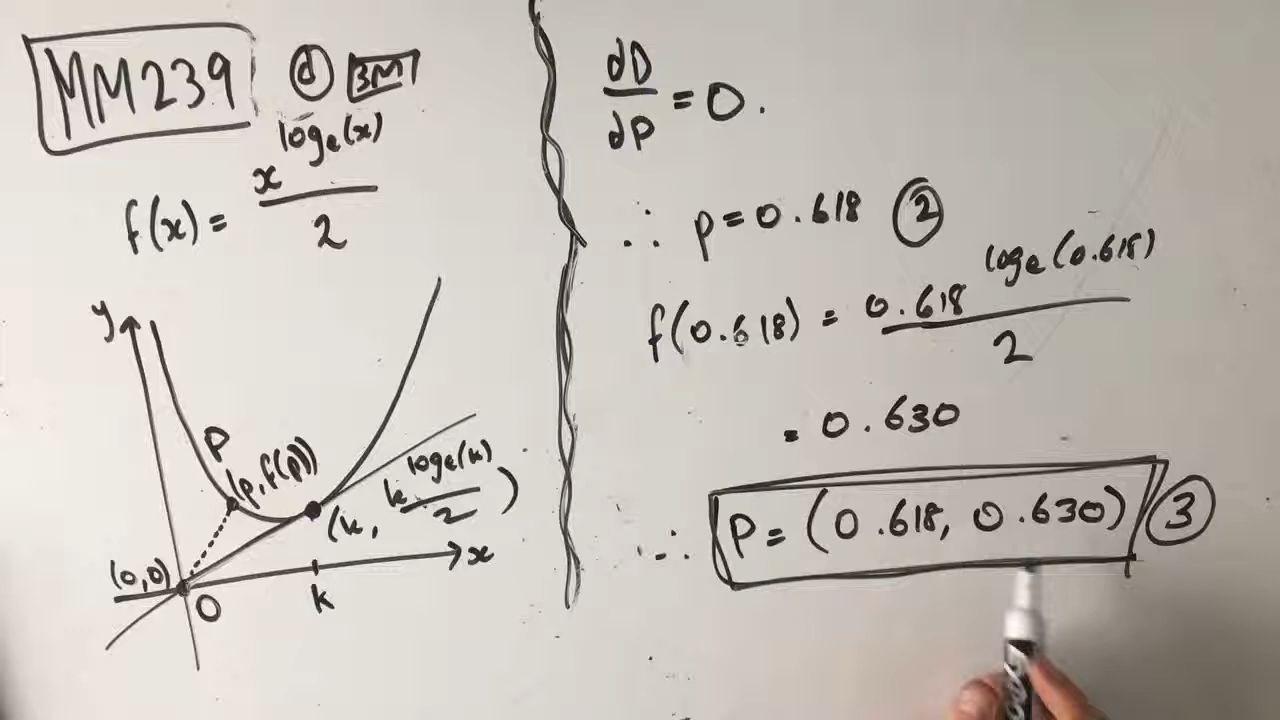 MM239 (d) 3M
f(x) = x^loge(x) / 2
y
P
(p, f(p))
(k, k^loge(k) / 2)
(0,0)
O
k
x
dD/dP = 0.
∴ p = 0.618 (2)
f(0.618) = 0.618^loge(0.618) / 2
= 0.630
∴ P = (0.618, 0.630) (3)